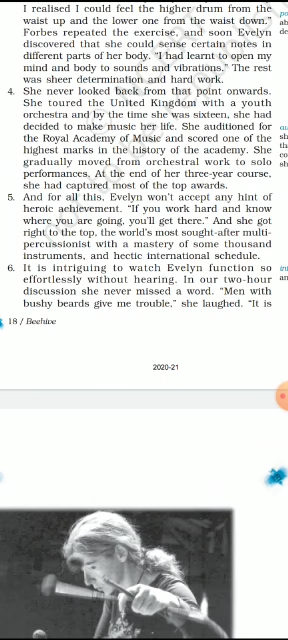 I realised I could feel the higher drum from the
waist up and the lower one from the waist down."
Forbes repeated the exercise, and soon Evelyn
discovered that she could sense certain notes in
different parts of her body. "I had learnt to open my
mind and body to sounds and vibrations." The rest
was sheer determination and hard work.
4. She never looked back from that point onwards.
She toured the United Kingdom with a youth
orchestra and by the time she was sixteen, she had
decided to make music her life. She auditioned for
the Royal Academy of Music and scored one of the
highest marks in the history of the academy. She
gradually moved from orchestral work to solo
performances. At the end of her three-year course,
she had captured most of the top awards.
5. And for all this, Evelyn won't accept any hint of
heroic achievement. "If you work hard and know
where you are going, you'll get there." And she got
right to the top, the world's most sought-after multi-
percussionist with a mastery of some thousand
instruments, and hectic international schedule.
6. It is intriguing to watch Evelyn function so
effortlessly without hearing. In our two-hour
discussion she never missed a word. "Men with
bushy beards give me trouble," she laughed. "It is
18 / Beehive
2020-21